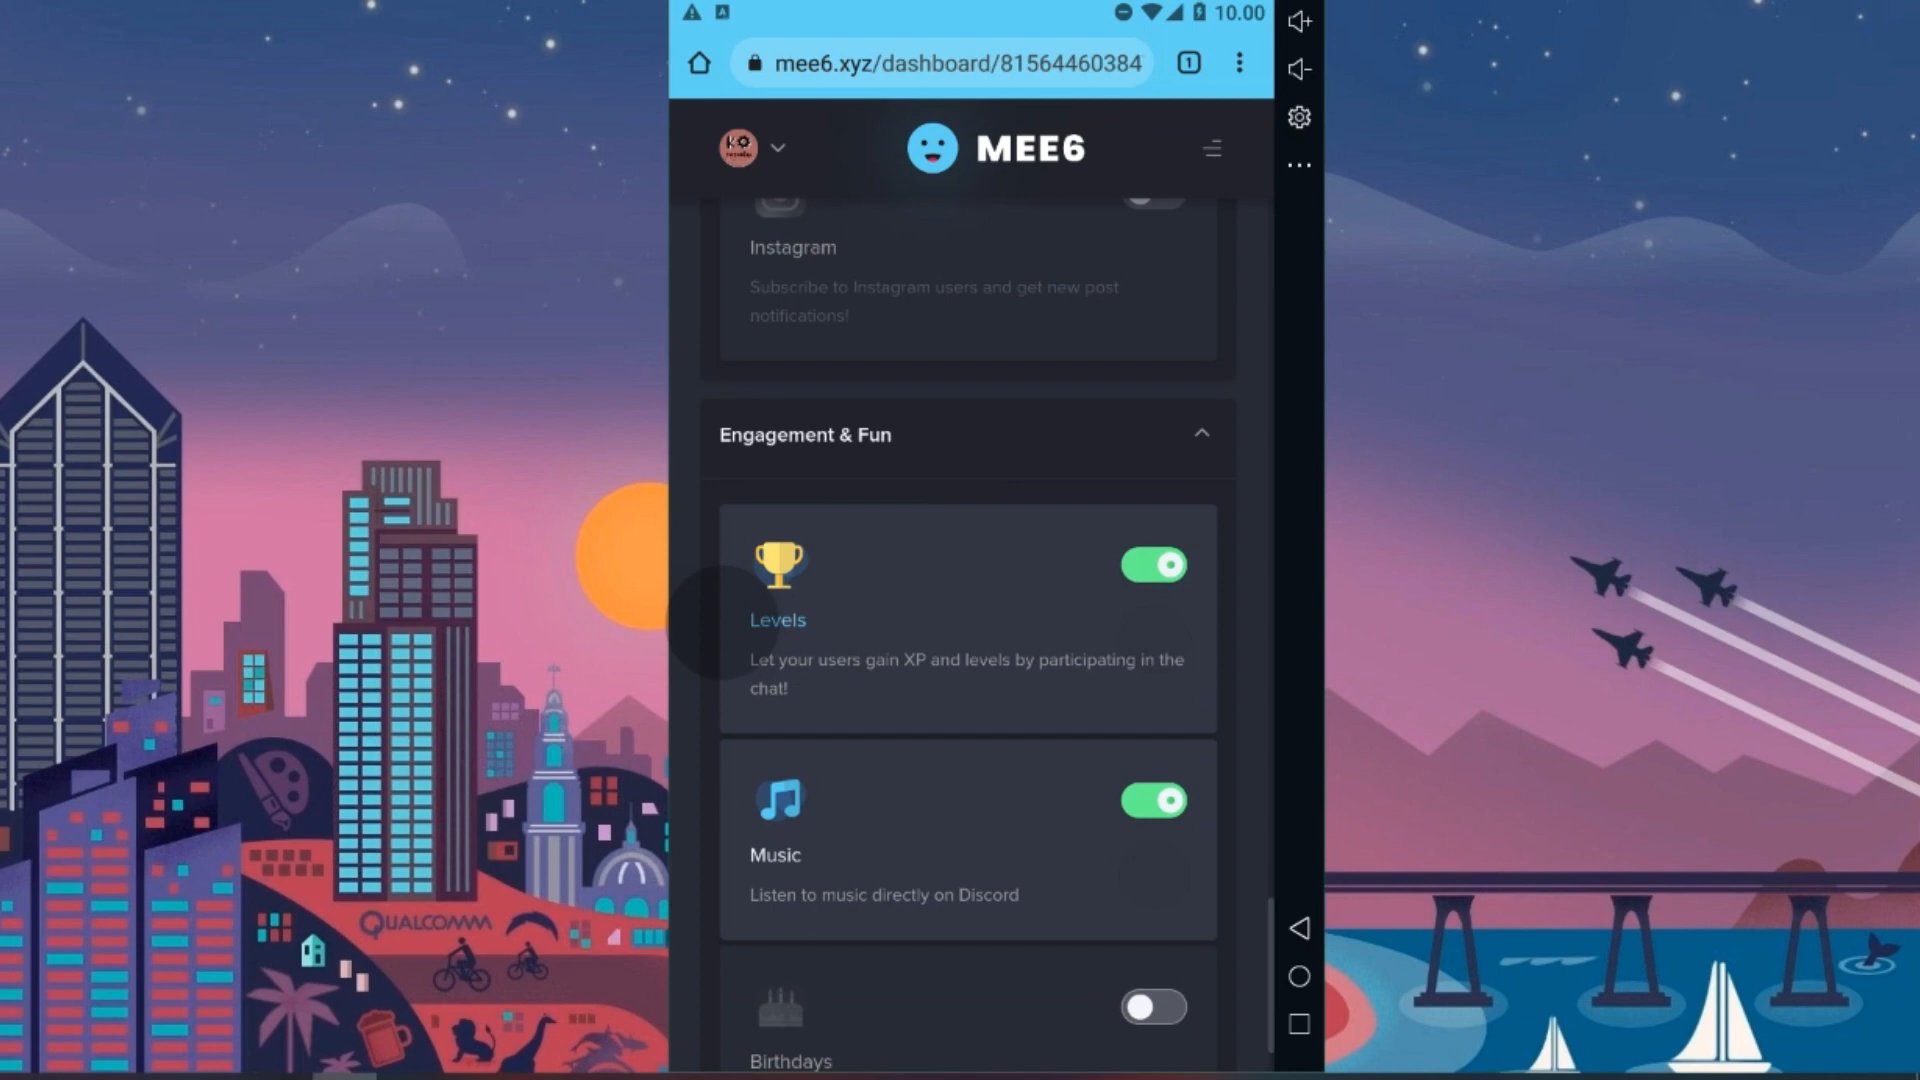 10.00
mee6.xyz/dashboard/81564460384
1
MEE6
Instagram
Subscribe to Instagram users and get new post
notifications!
Engagement & Fun
Levels
Let your users gain XP and levels by participating in the
chat!
Music
Listen to music directly on Discord
Birthdays
QUALCOMM